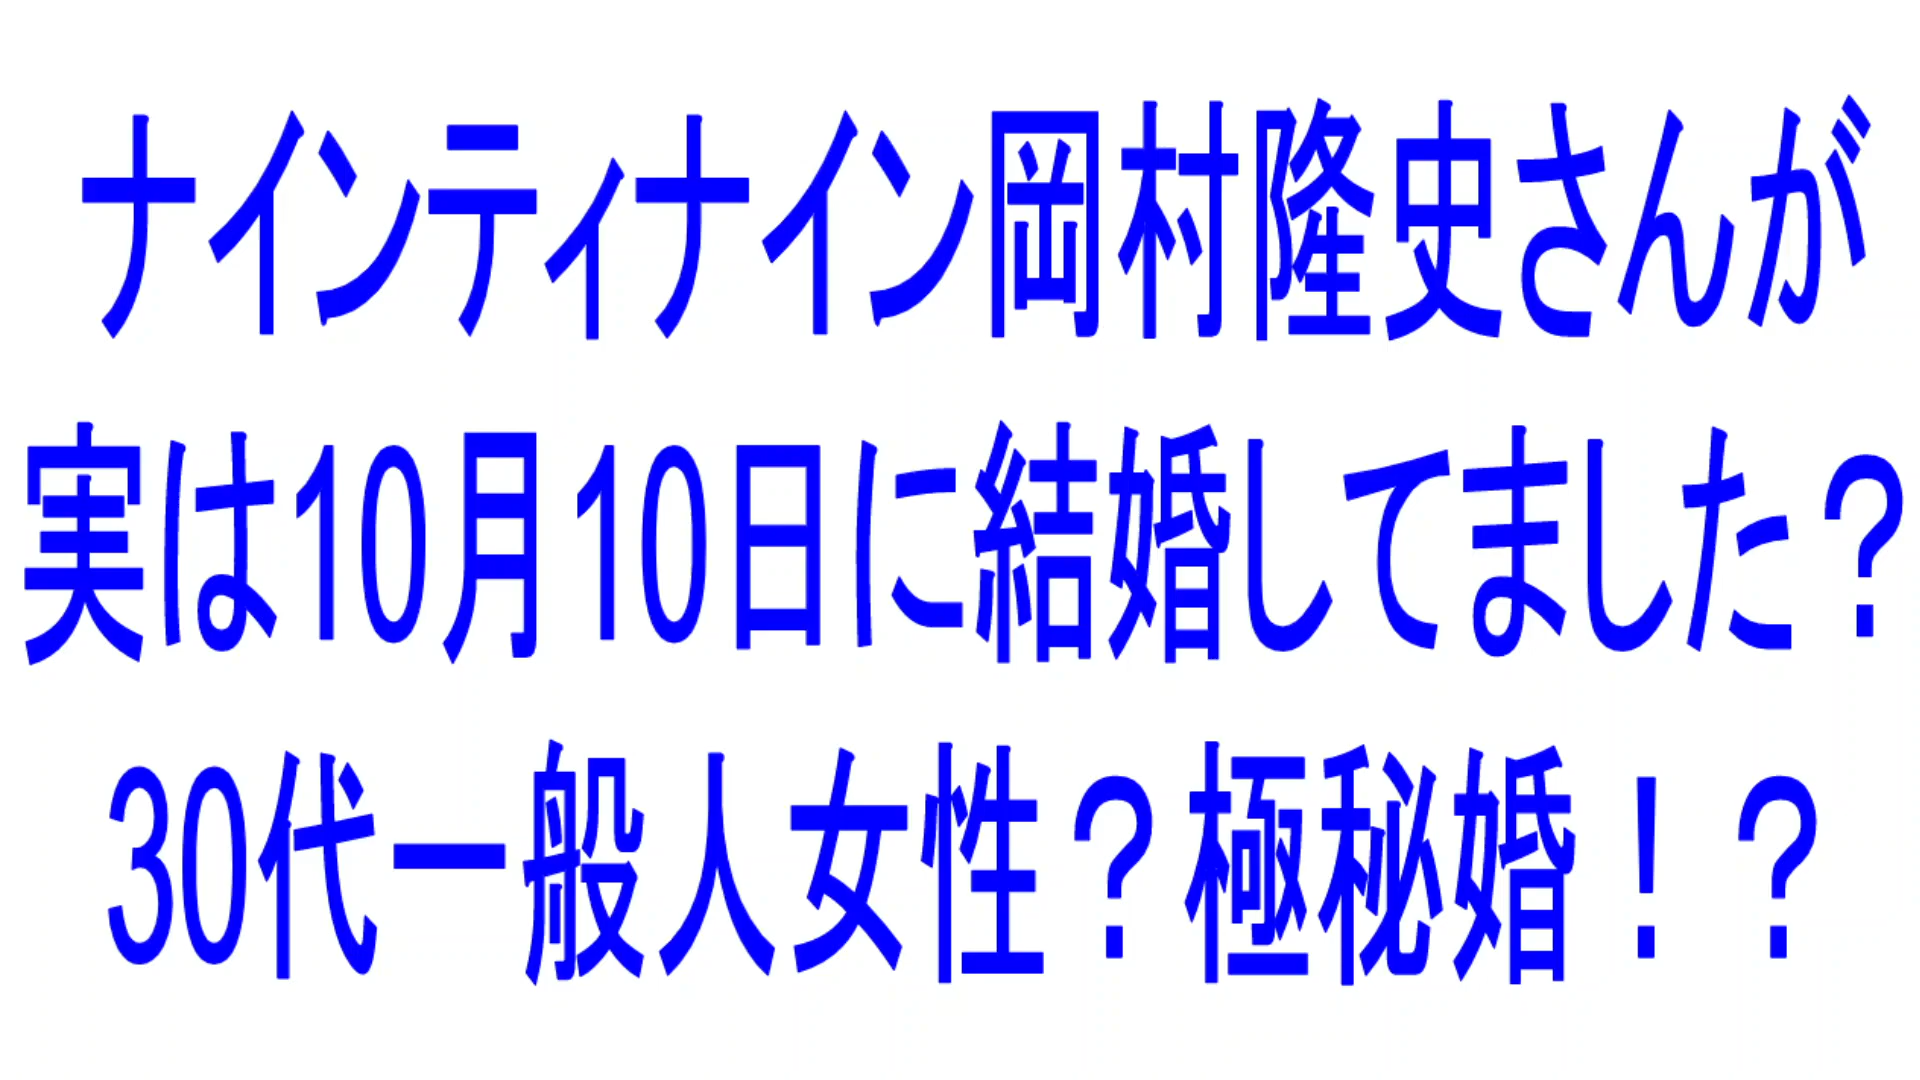 ナインティナイン岡村隆史さんが
実は10月10日に結婚してました？
30代一般人女性？極秘婚！？